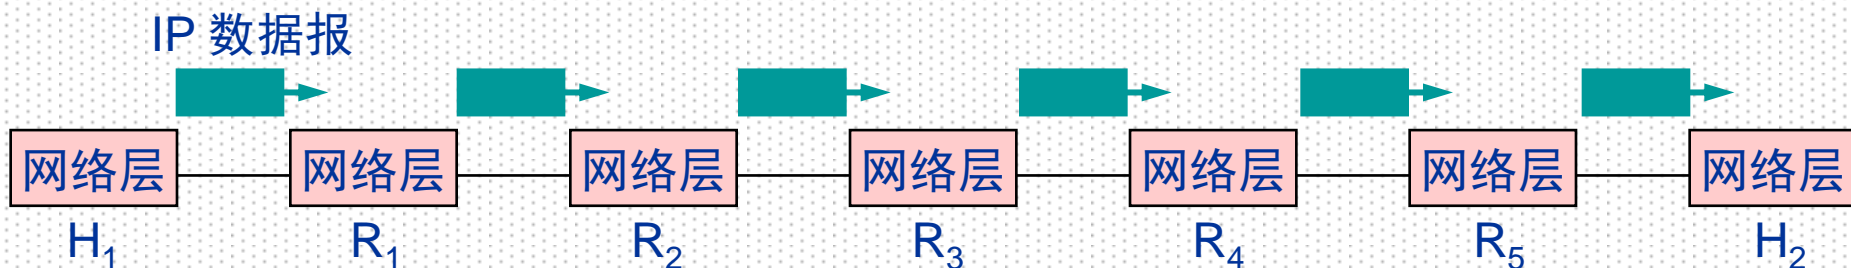 IP 数据报
网络层 网络层 网络层 网络层 网络层 网络层 网络层
H₁ R₁ R₂ R₃ R₄ R₅ H₂